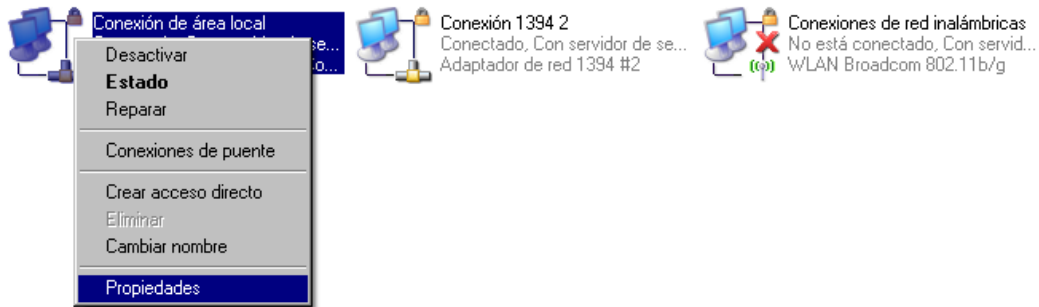 Conexión de área local
Desactivar
Estado
Reparar
Conexiones de puente
Crear acceso directo
Eliminar
Cambiar nombre
Propiedades
Conexión 1394 2
Conectado, Con servidor de se...
Adaptador de red 1394 #2
Conexiones de red inalámbricas
No está conectado, Con servid...
WLAN Broadcom 802.11b/g